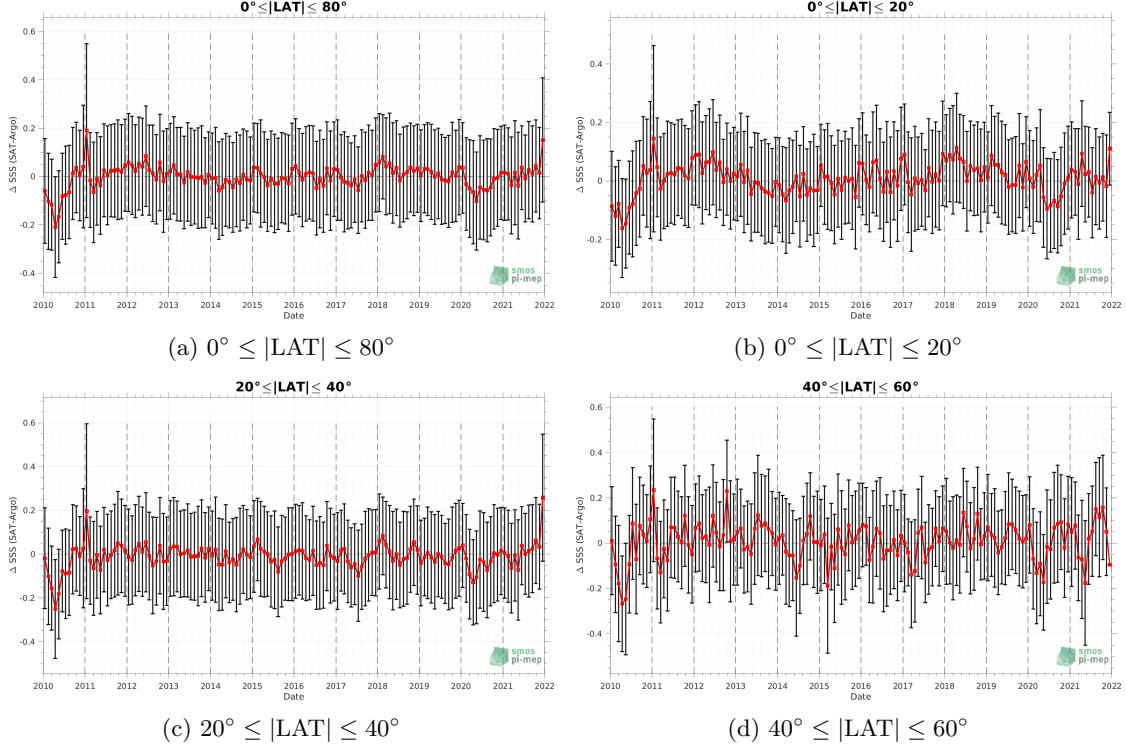 0°≤|LAT|≤ 80°
Δ SSS (SAT-Argo)
0.6
0.4
0.2
0
-0.2
-0.4
2010 2011 2012 2013 2014 2015 2016 2017 2018 2019 2020 2021 2022
Date
smos
pi-mep
(a) 0° ≤ |LAT| ≤ 80°
0°≤|LAT|≤ 20°
Δ SSS (SAT-Argo)
0.4
0.2
0
-0.2
2010 2011 2012 2013 2014 2015 2016 2017 2018 2019 2020 2021 2022
Date
smos
pi-mep
(b) 0° ≤ |LAT| ≤ 20°
20°≤|LAT|≤ 40°
Δ SSS (SAT-Argo)
0.6
0.4
0.2
0
-0.2
-0.4
2010 2011 2012 2013 2014 2015 2016 2017 2018 2019 2020 2021 2022
Date
smos
pi-mep
(c) 20° ≤ |LAT| ≤ 40°
40°≤|LAT|≤ 60°
Δ SSS (SAT-Argo)
0.6
0.4
0.2
0
-0.2
-0.4
2010 2011 2012 2013 2014 2015 2016 2017 2018 2019 2020 2021 2022
Date
smos
pi-mep
(d) 40° ≤ |LAT| ≤ 60°